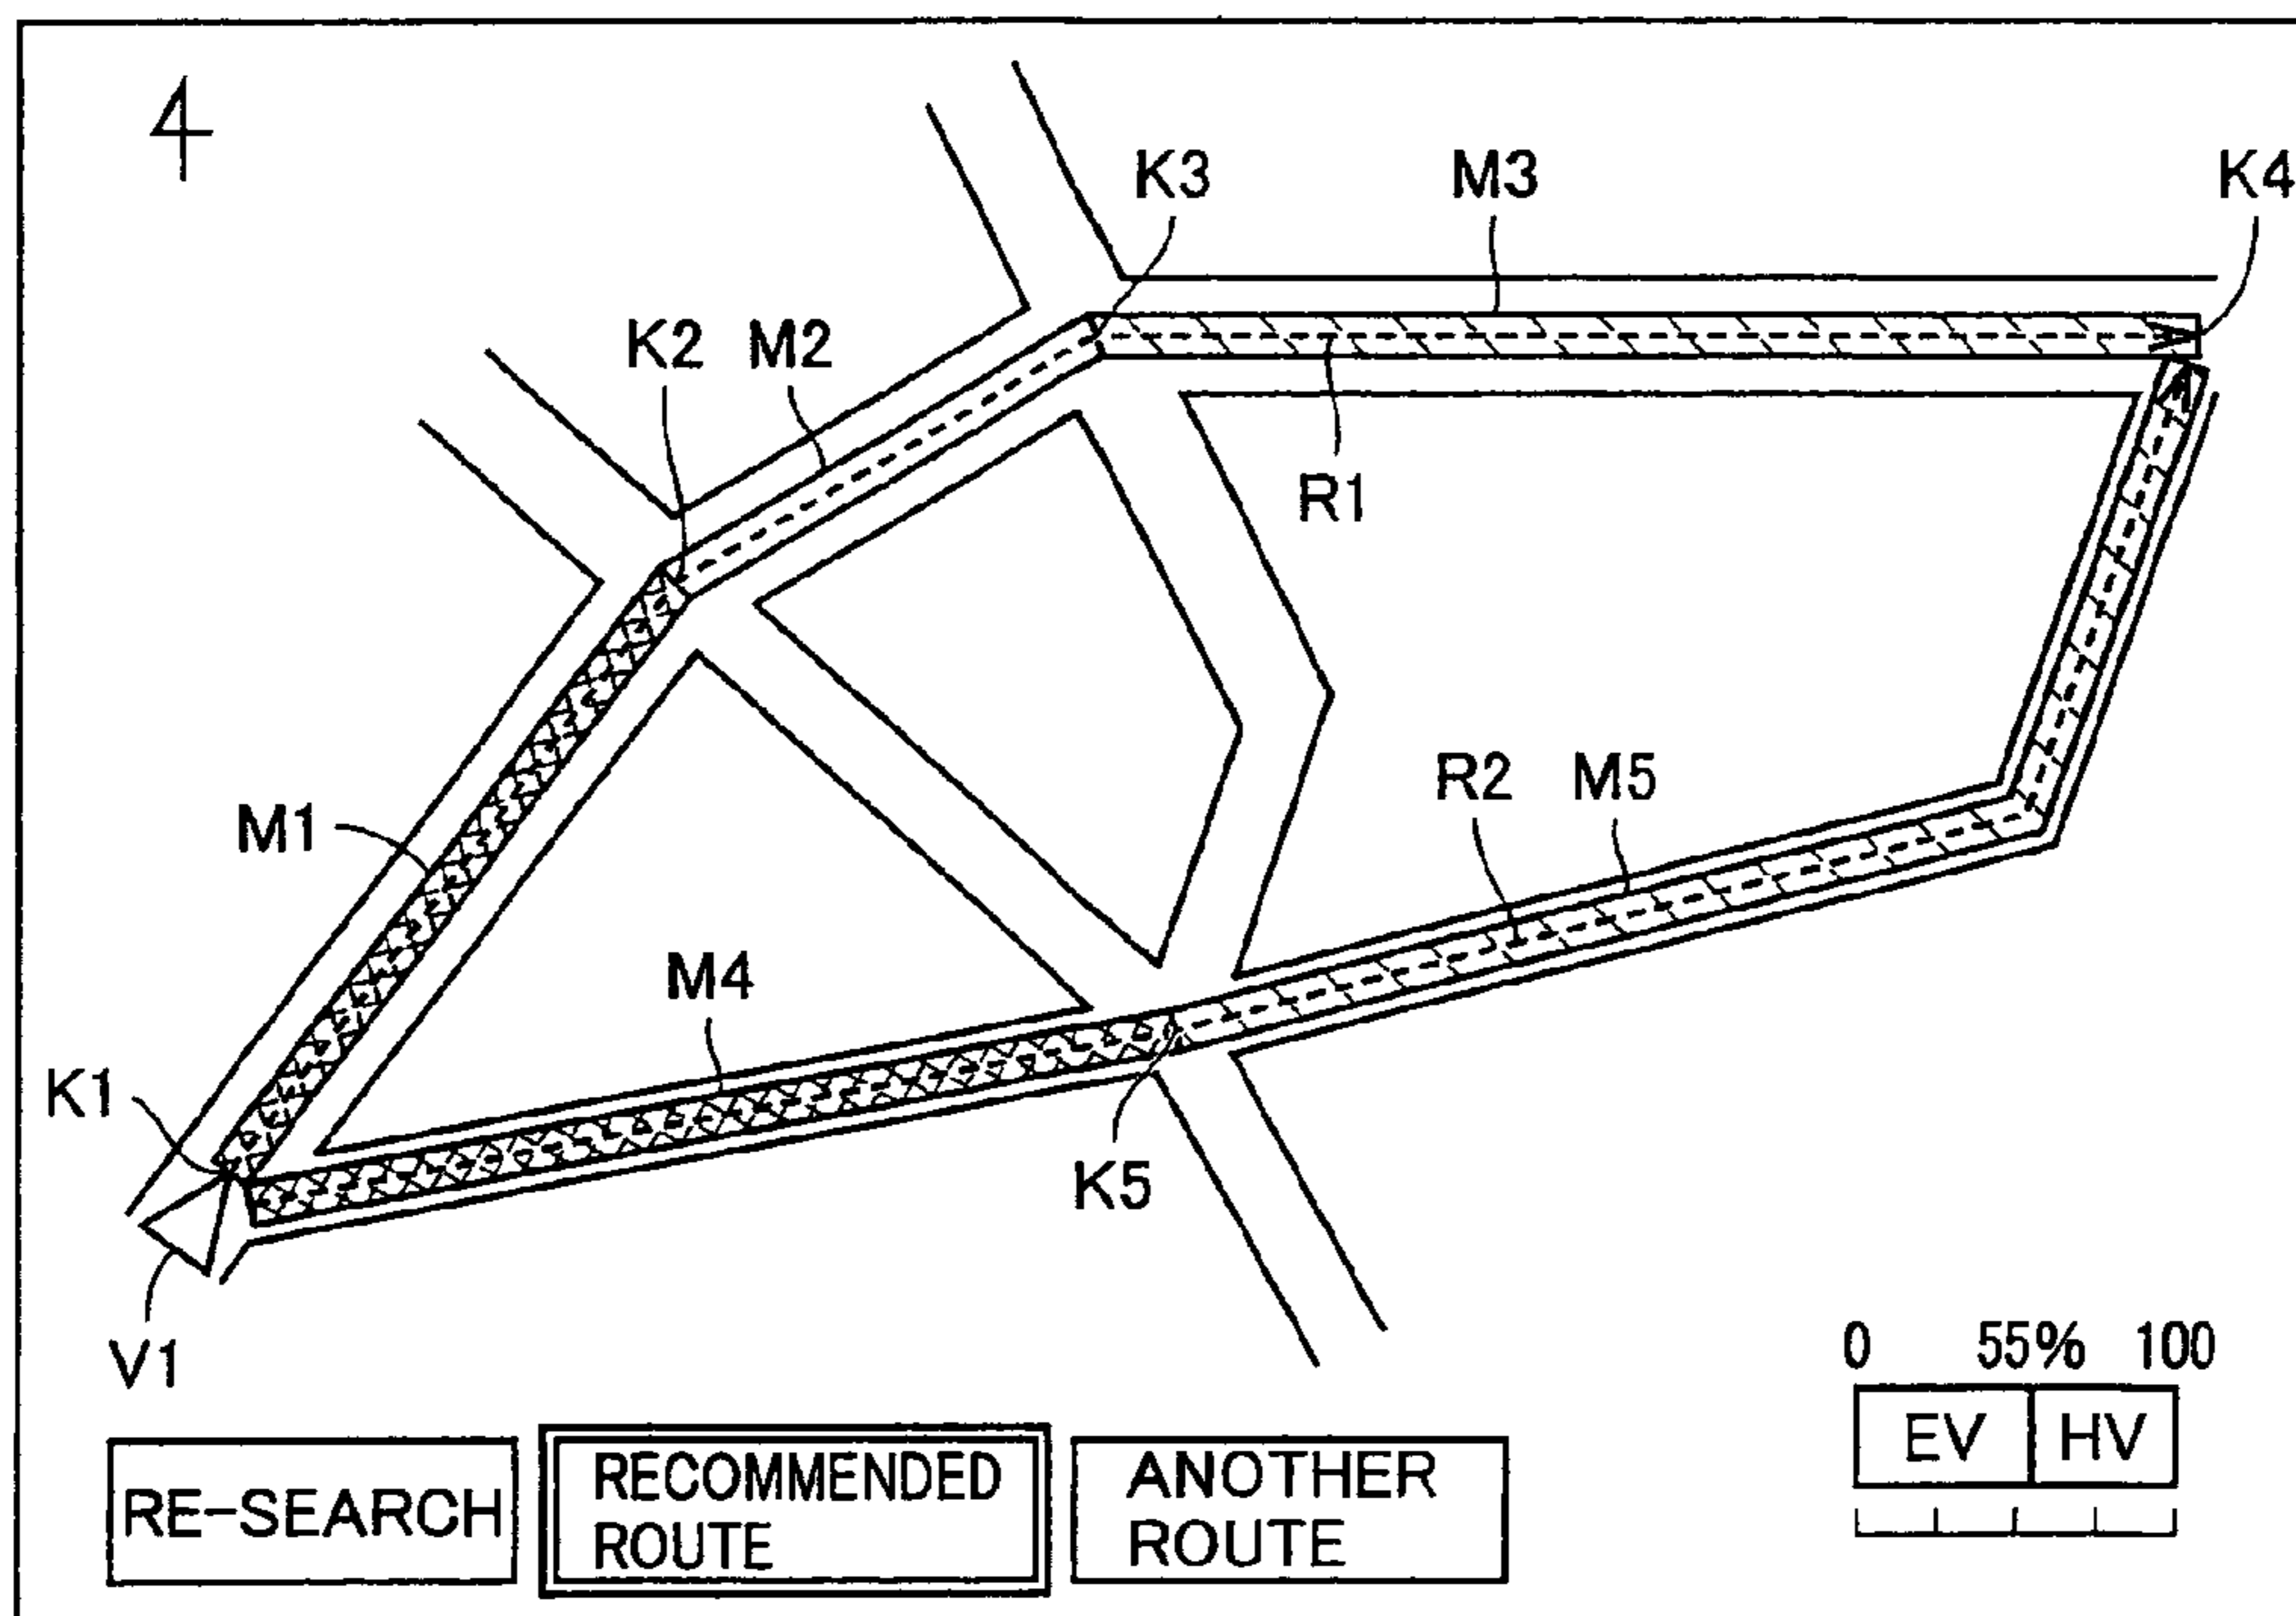 K3
M3
K4
K2
M2
R1
R2
M5
M1
M4
K1
K5
V1
0 55% 100
EV HV
RE-SEARCH
RECOMMENDED
ROUTE
ANOTHER
ROUTE